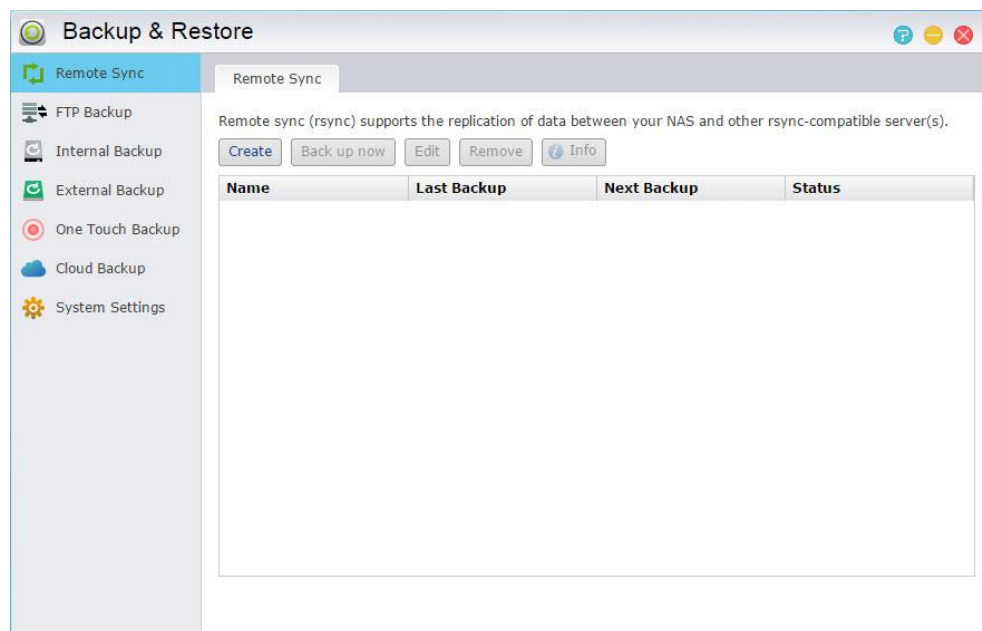 Backup & Restore
Remote Sync
FTP Backup
Internal Backup
External Backup
One Touch Backup
Cloud Backup
System Settings
Remote Sync
Remote sync (rsync) supports the replication of data between your NAS and other rsync-compatible server(s).
Create Back up now Edit Remove Info
Name Last Backup Next Backup Status